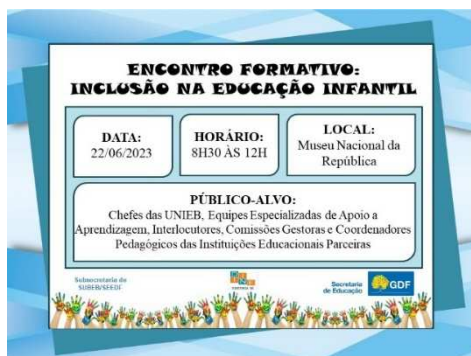 ENCONTRO FORMATIVO:
INCLUSÃO NA EDUCAÇÃO INFANTIL
DATA:
22/06/2023
HORÁRIO:
8H30 ÀS 12H
LOCAL:
Museu Nacional da
República
PÚBLICO-ALVO:
Chefes das UNIEB, Equipes Especializadas de Apoio a
Aprendizagem, Interlocutores, Comissões Gestoras e Coordenadores
Pedagógicos das Instituições Educacionais Parceiras
Subsecretaria de
SUBEB/SEEDF
Secretaria
de Educação
GDF